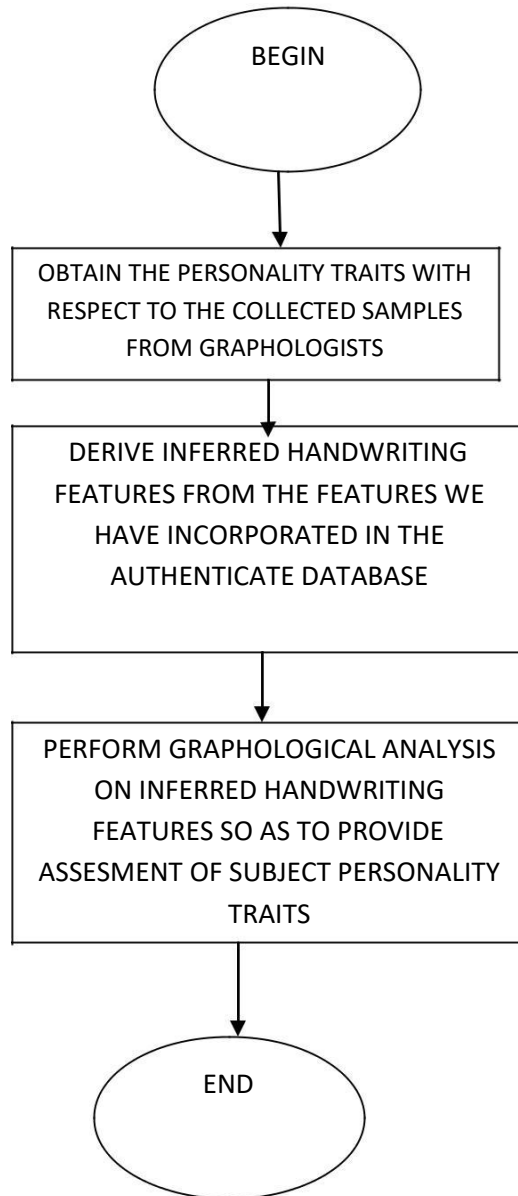 BEGIN
OBTAIN THE PERSONALITY TRAITS WITH
RESPECT TO THE COLLECTED SAMPLES
FROM GRAPHOLOGISTS
DERIVE INFERRED HANDWRITING
FEATURES FROM THE FEATURES WE
HAVE INCORPORATED IN THE
AUTHENTICATE DATABASE
PERFORM GRAPHOLOGICAL ANALYSIS
ON INFERRED HANDWRITING
FEATURES SO AS TO PROVIDE
ASSESMENT OF SUBJECT PERSONALITY
TRAITS
END